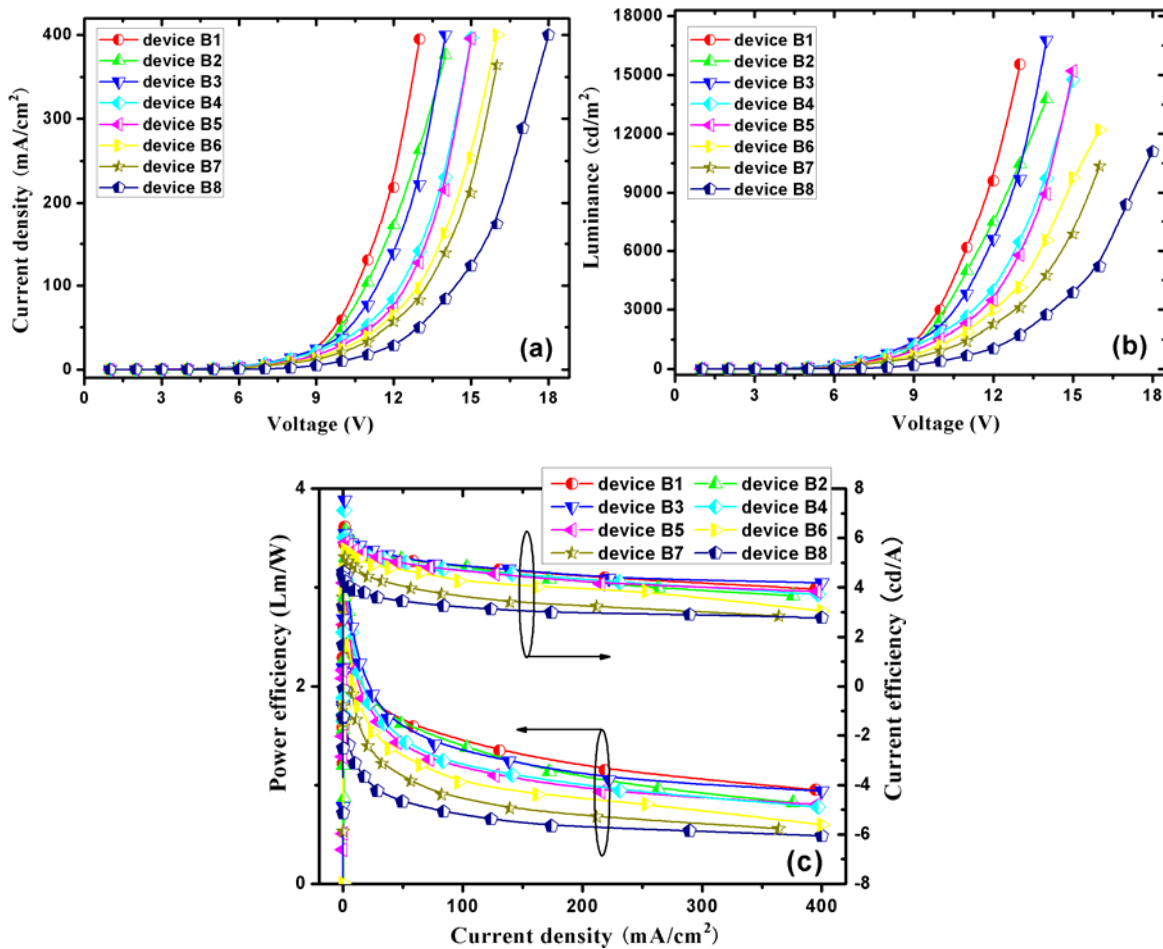 400
300
200
100
0
Current density (mA/cm²)
device B1
device B2
device B3
device B4
device B5
device B6
device B7
device B8
(a)
0 3 6 9 12 15 18
Voltage (V)
18000
15000
12000
9000
6000
3000
0
Luminance (cd/m²)
device B1
device B2
device B3
device B4
device B5
device B6
device B7
device B8
(b)
0 3 6 9 12 15 18
Voltage (V)
4
2
0
Power efficiency (Lm/W)
device B1 device B2
device B3 device B4
device B5 device B6
device B7 device B8
8
6
4
2
0
-2
-4
-6
-8
Current efficiency (cd/A)
(c)
0 100 200 300 400
Current density (mA/cm²)